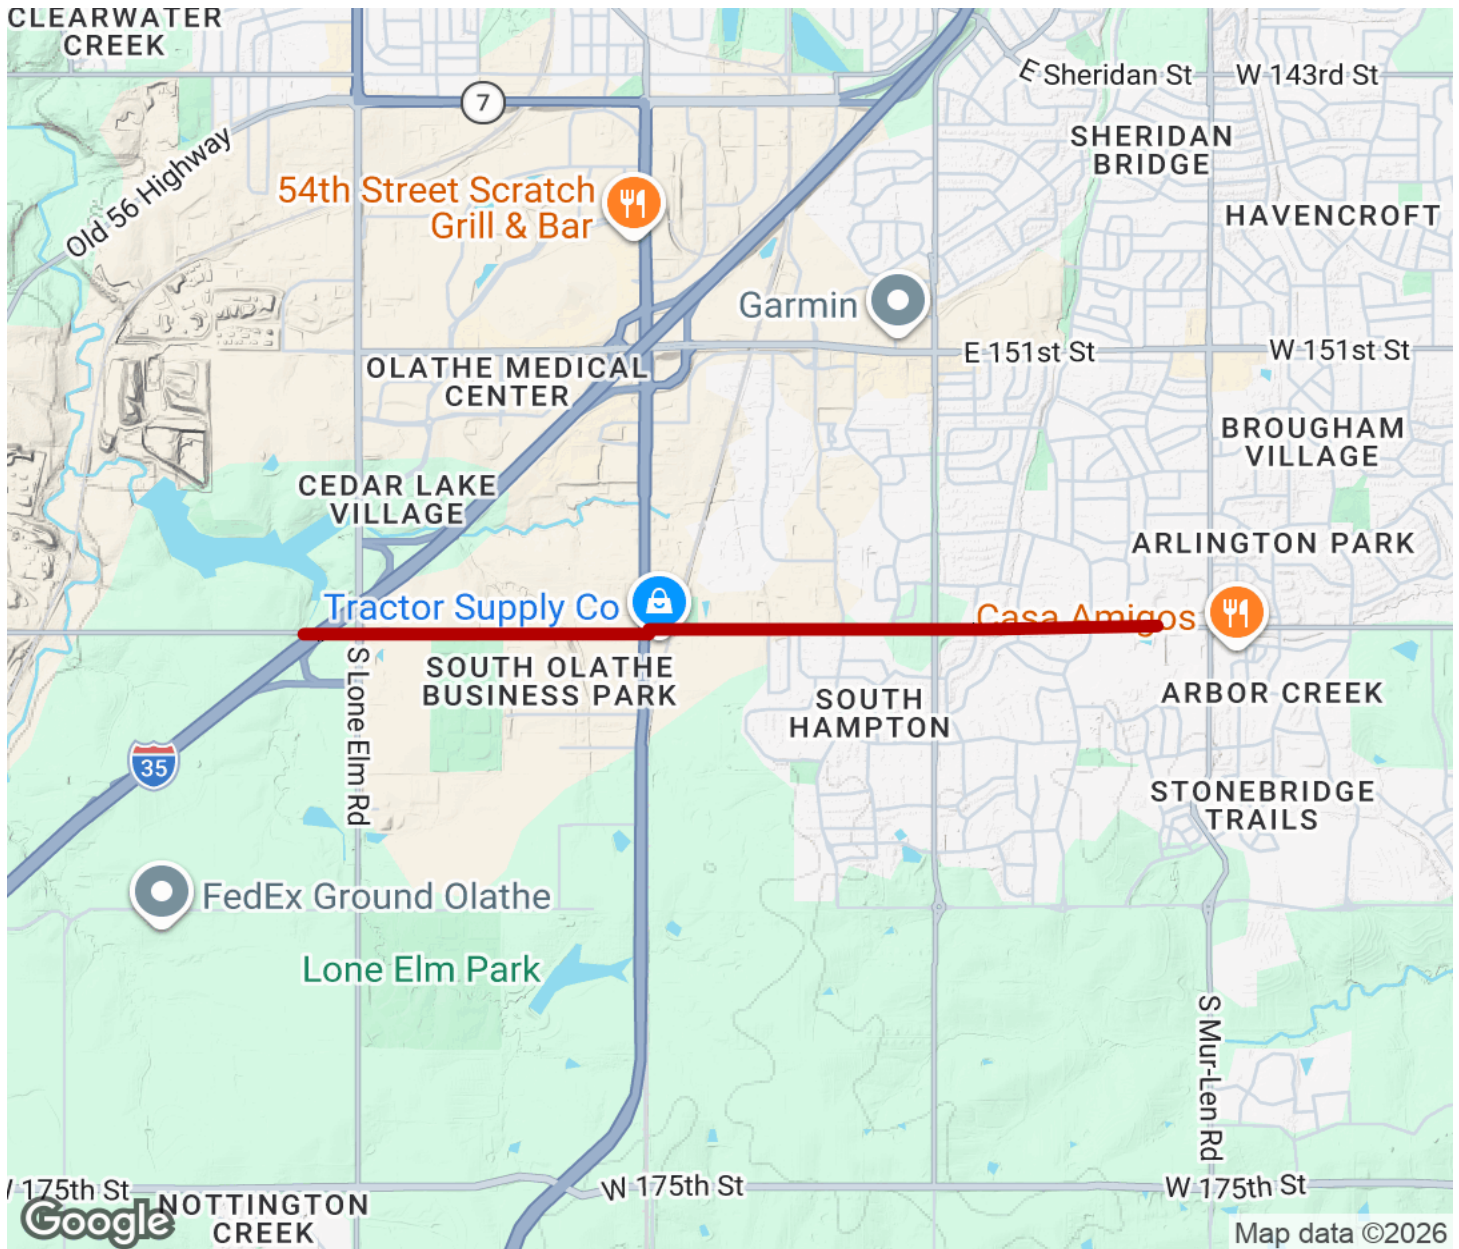 CLEARWATER
CREEK
E Sheridan St
W 143rd St
7
SHERIDAN
BRIDGE
Old 56 Highway
54th Street Scratch
Grill & Bar
HAVENCROFT
Garmin
E 151st St
W 151st St
OLATHE MEDICAL
CENTER
BROUGHAM
VILLAGE
CEDAR LAKE
VILLAGE
ARLINGTON PARK
Tractor Supply Co
Casa Amigos
SOUTH OLATHE
BUSINESS PARK
S Lone Elm Rd
SOUTH
HAMPTON
ARBOR CREEK
35
STONEBRIDGE
TRAILS
FedEx Ground Olathe
Lone Elm Park
S Mur-Len Rd
W 175th St
W 175th St
W 175th St
NOTTINGTON
CREEK
Google
Map data ©2026